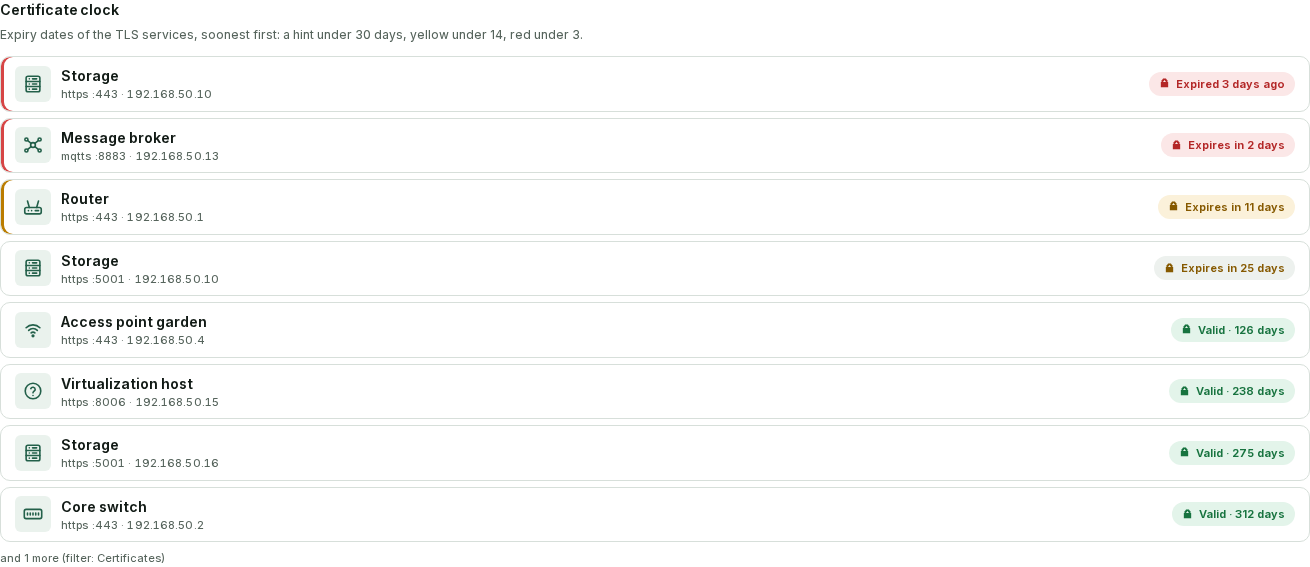 Certificate clock
Expiry dates of the TLS services, soonest first: a hint under 30 days, yellow under 14, red under 3.
Storage
https :443 · 192.168.50.10
Expired 3 days ago
Message broker
mqtts :8883 · 192.168.50.13
Expires in 2 days
Router
https :443 · 192.168.50.1
Expires in 11 days
Storage
https :5001 · 192.168.50.10
Expires in 25 days
Access point garden
https :443 · 192.168.50.4
Valid · 126 days
Virtualization host
https :8006 · 192.168.50.15
Valid · 238 days
Storage
https :5001 · 192.168.50.16
Valid · 275 days
Core switch
https :443 · 192.168.50.2
Valid · 312 days
and 1 more (filter: Certificates)